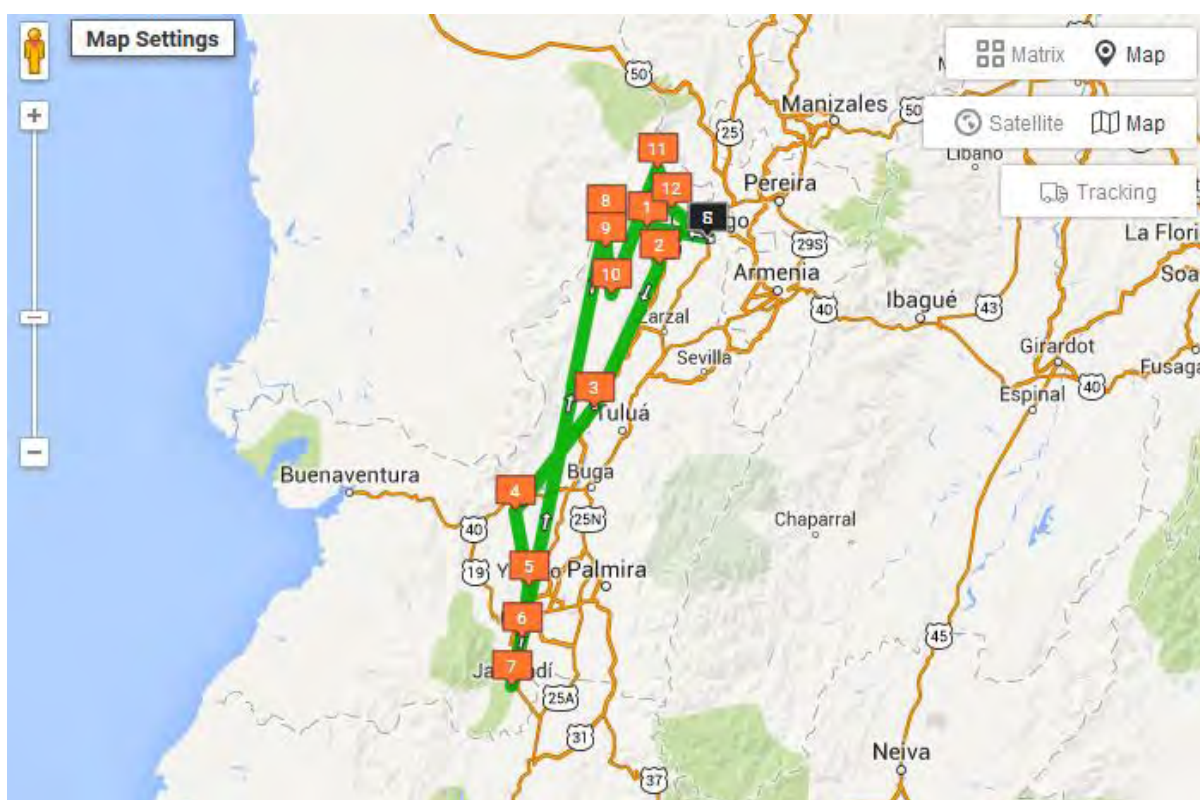 Map Settings
Matrix
Map
Satellite
Map
Tracking
50
Manizales
50
25
Líbano
11
Pereira
12
8
1
9
2
29S
La Flori
10
Armenia
Soa
Ibagué
43
40
Zarzal
Girardot
Sevilla
Fusaga
40
3
Espinal
Tuluá
Buga
Buenaventura
4
25N
Chaparral
40
19
5
Palmira
6
45
7
25A
31
Neiva
37